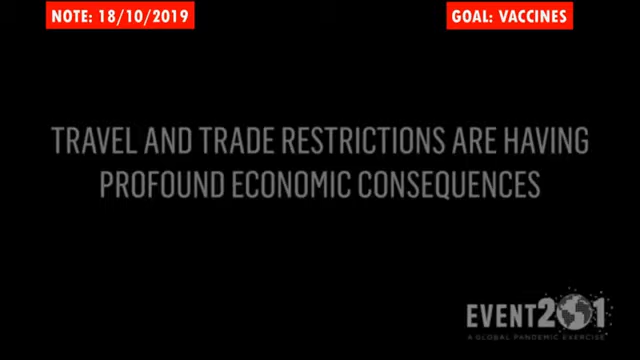 NOTE: 18/10/2019
GOAL: VACCINES
TRAVEL AND TRADE RESTRICTIONS ARE HAVING
PROFOUND ECONOMIC CONSEQUENCES
EVENT201
A GLOBAL PANDEMIC EXERCISE